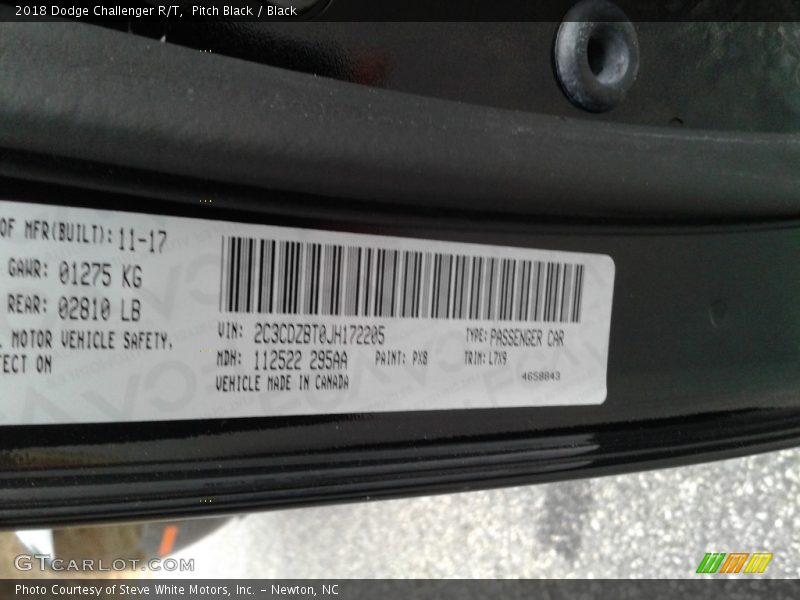 2018 Dodge Challenger R/T, Pitch Black / Black
OF MFR(BUILT): 11-17
GAWR: 01275 KG
REAR: 02810 LB
MOTOR VEHICLE SAFETY,
ECT ON
VIN: 2C3CDZBT0JH172205
TYPE: PASSENGER CAR
MDH: 112522 295AA
PAINT: PX8
TRIM: L7X9
VEHICLE MADE IN CANADA
4658843
GTCARLOT.COM
Photo Courtesy of Steve White Motors, Inc. – Newton, NC